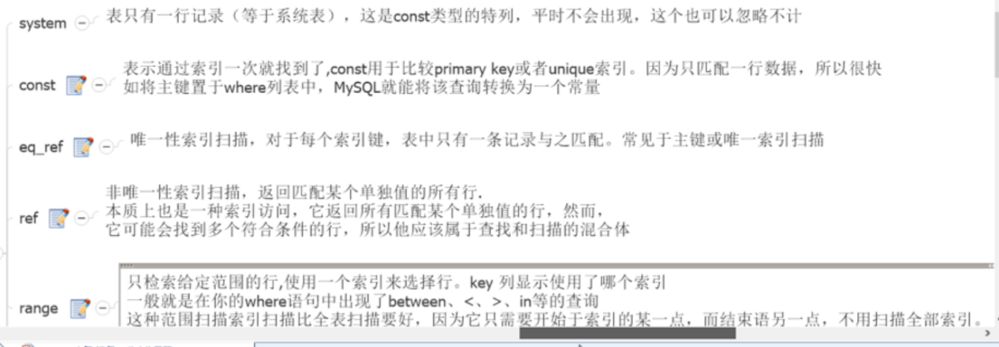 system
表只有一行记录（等于系统表），这是const类型的特列，平时不会出现，这个也可以忽略不计
const
表示通过索引一次就找到了,const用于比较primary key或者unique索引。因为只匹配一行数据，所以很快
如将主键置于where列表中，MySQL就能将该查询转换为一个常量
eq_ref
唯一性索引扫描，对于每个索引键，表中只有一条记录与之匹配。常见于主键或唯一索引扫描
ref
非唯一性索引扫描，返回匹配某个单独值的所有行.
本质上也是一种索引访问，它返回所有匹配某个单独值的行，然而，
它可能会找到多个符合条件的行，所以他应该属于查找和扫描的混合体
range
只检索给定范围的行,使用一个索引来选择行。key 列显示使用了哪个索引
一般就是在你的where语句中出现了between、<、>、in等的查询
这种范围扫描索引扫描比全表扫描要好，因为它只需要开始于索引的某一点，而结束语另一点，不用扫描全部索引。